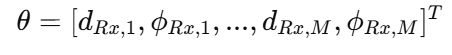 θ = [d_{Rx,1}, ϕ_{Rx,1}, ..., d_{Rx,M}, ϕ_{Rx,M}]^T